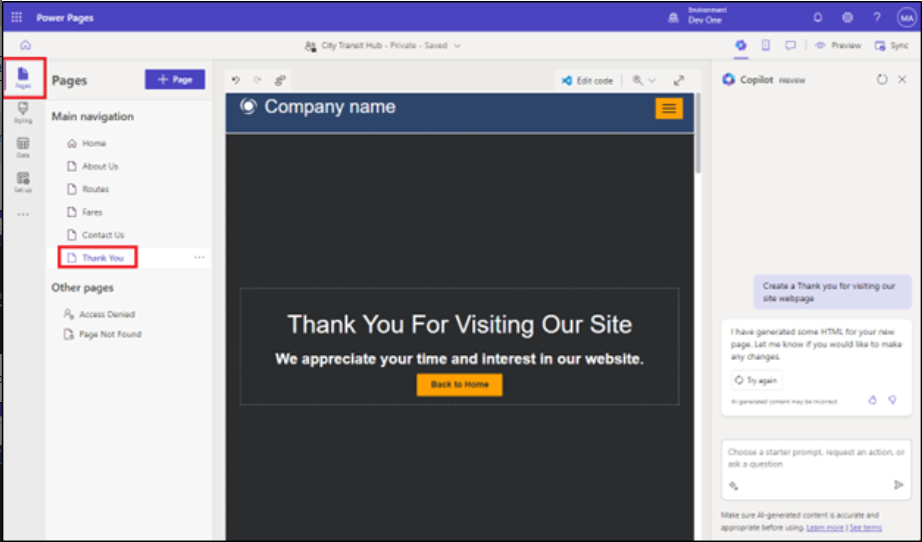 Power Pages
Environment
Dev One
MA
City Transit Hub - Private - Saved
Preview
Sync
Pages
Styling
Data
Set up
Pages
+ Page
Main navigation
Home
About Us
Routes
Fares
Contact Us
Thank You
Other pages
Access Denied
Page Not Found
Edit code
Company name
Thank You For Visiting Our Site
We appreciate your time and interest in our website.
Back to Home
Copilot PREVIEW
Create a Thank you for visiting our
site webpage
I have generated some HTML for your new
page. Let me know if you would like to make
any changes.
Try again
AI-generated content may be incorrect
Choose a starter prompt, request an action, or
ask a question
Make sure AI-generated content is accurate and
appropriate before using. Learn more | See terms